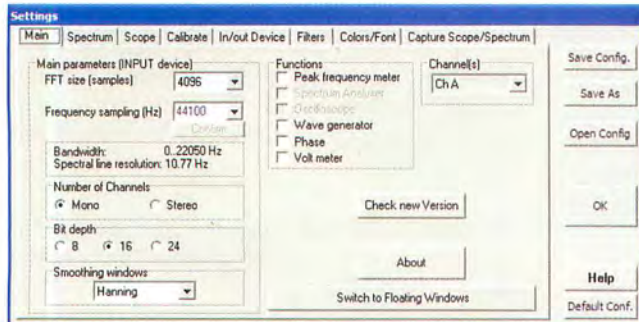 Settings
Main Spectrum Scope Calibrate In/out Device Filters Colors/Font Capture Scope/Spectrum
Main parameters (INPUT device)
FFT size (samples) 4096
Frequency sampling (Hz) 44100
Confirm
Bandwidth: 0..22050 Hz
Spectral line resolution: 10.77 Hz
Number of Channels
Mono Stereo
Bit depth
8 16 24
Smoothing windows
Hanning
Functions
Peak frequency meter
Spectrum Analyzer
Oscilloscope
Wave generator
Phase
Volt meter
Channel(s)
Ch A
Check new Version
About
Switch to Floating Windows
Save Config.
Save As
Open Config
OK
Help
Default Conf.